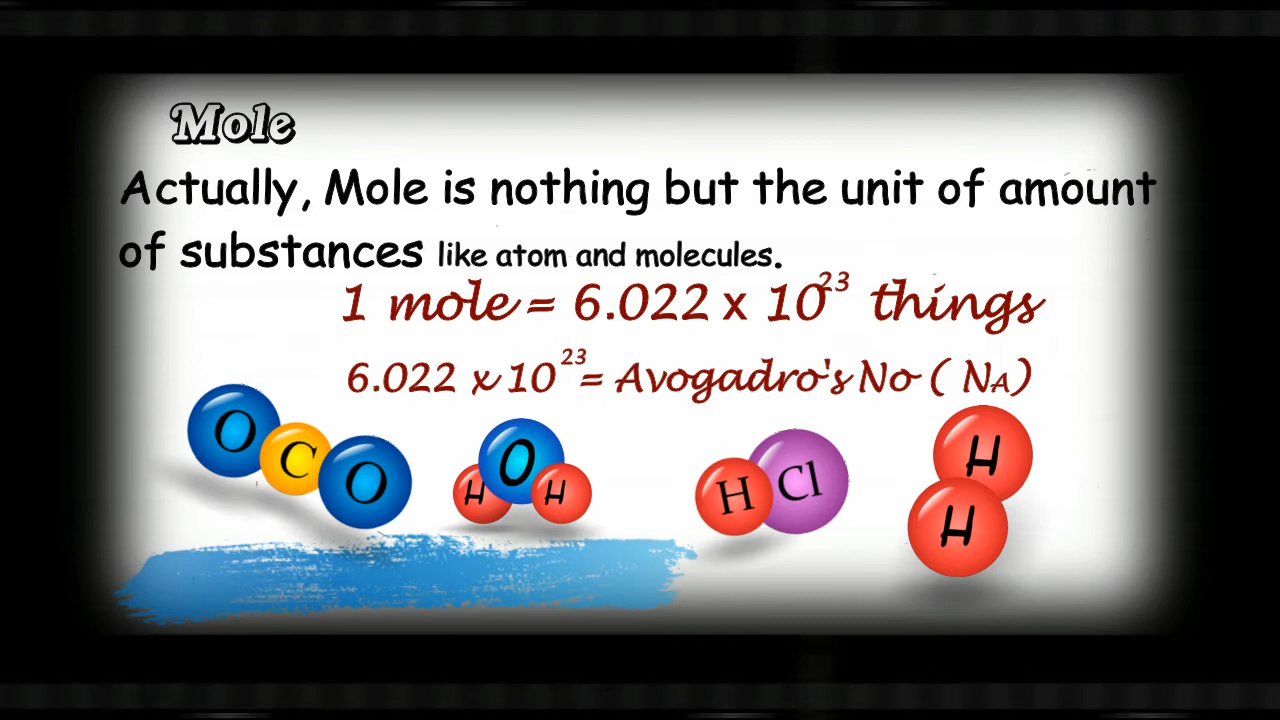 Mole
Actually, Mole is nothing but the unit of amount
of substances like atom and molecules.
1 mole = 6.022 x 10²³ things
6.022 x 10²³ = Avogadro's No ( NA)
O C O
H O H
H Cl
H
H